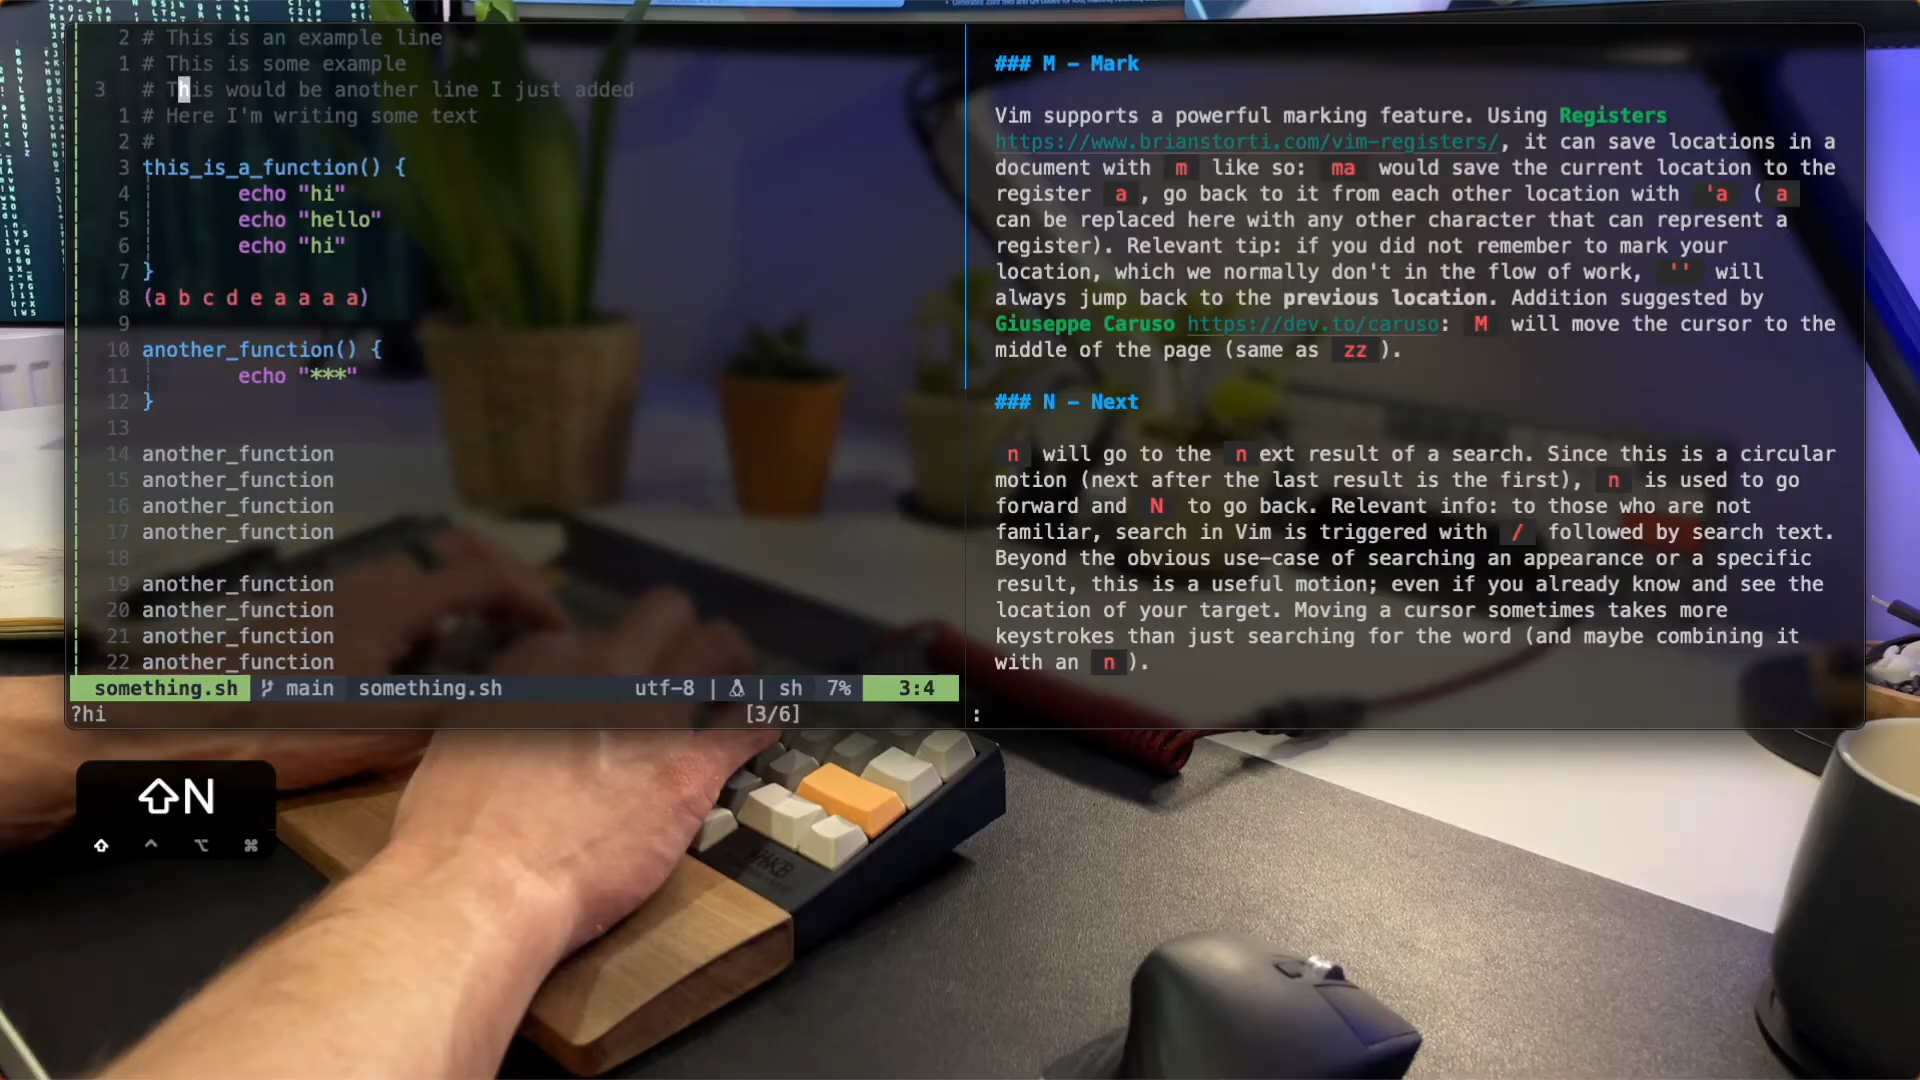 2 # This is an example line
1 # This is some example
3 # This would be another line I just added
1 # Here I'm writing some text
2 #
3 this_is_a_function() {
4 echo "hi"
5 echo "hello"
6 echo "hi"
7 }
8 (a b c d e a a a a)
9
10 another_function() {
11 echo "***"
12 }
13
14 another_function
15 another_function
16 another_function
17 another_function
18
19 another_function
20 another_function
21 another_function
22 another_function
something.sh main something.sh utf-8 | | sh 7% 3:4
?hi [3/6]
### M - Mark
Vim supports a powerful marking feature. Using Registers
https://www.brianstorti.com/vim-registers/, it can save locations in a
document with m like so: ma would save the current location to the
register a , go back to it from each other location with 'a ( a
can be replaced here with any other character that can represent a
register). Relevant tip: if you did not remember to mark your
location, which we normally don't in the flow of work, '' will
always jump back to the previous location. Addition suggested by
Giuseppe Caruso https://dev.to/caruso: M will move the cursor to the
middle of the page (same as zz ).
### N - Next
n will go to the n ext result of a search. Since this is a circular
motion (next after the last result is the first), n is used to go
forward and N to go back. Relevant info: to those who are not
familiar, search in Vim is triggered with / followed by search text.
Beyond the obvious use-case of searching an appearance or a specific
result, this is a useful motion; even if you already know and see the
location of your target. Moving a cursor sometimes takes more
keystrokes than just searching for the word (and maybe combining it
with an n ).
:
⇧N
⇧ ^ ⌥ ⌘
HHKB